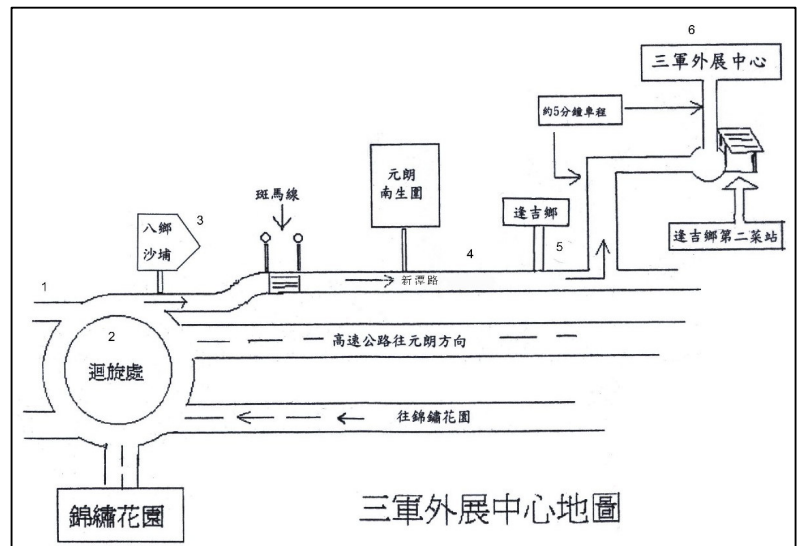 6
三軍外展中心
約5分鐘車程
元朗
南生圍
斑馬線
八鄉
沙埔
3
逢吉鄉
逢吉鄉第二菜站
4
5
新潭路
1
2
迴旋處
高速公路往元朗方向
往錦鏽花園
錦繡花園
三軍外展中心地圖